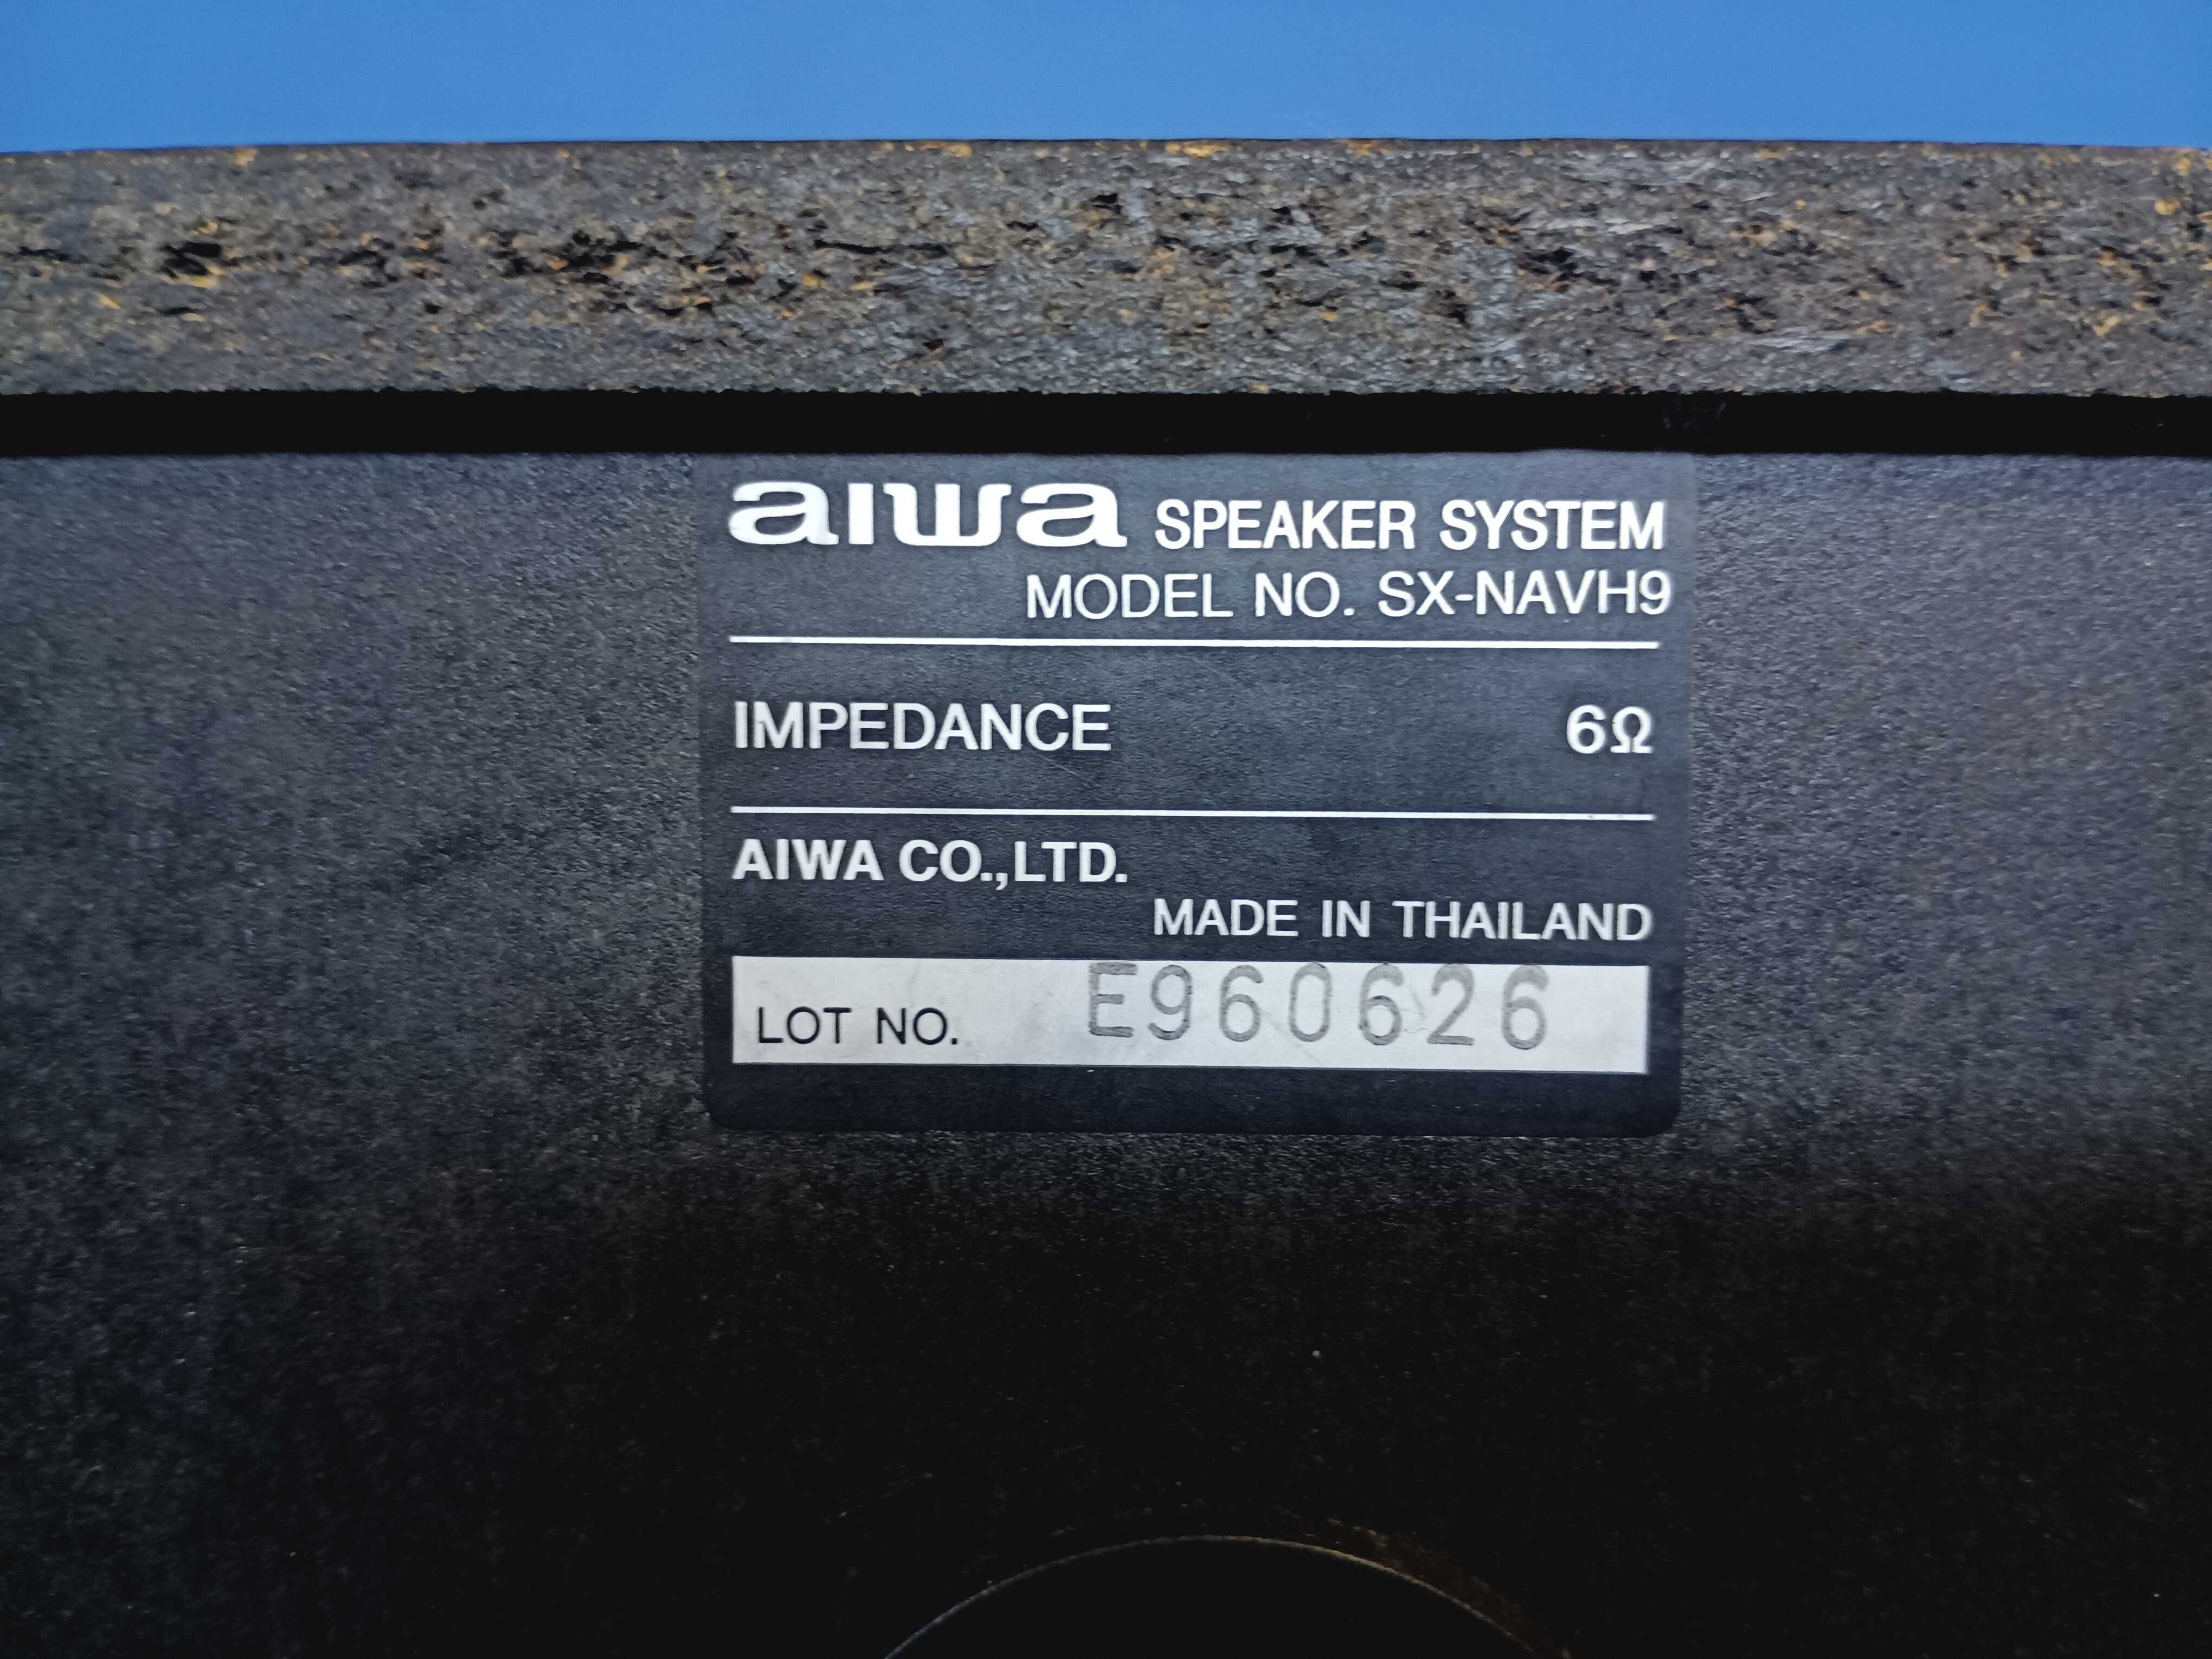 aiwa SPEAKER SYSTEM
MODEL NO. SX-NAVH9
IMPEDANCE 6Ω
AIWA CO.,LTD.
MADE IN THAILAND
LOT NO. E960626